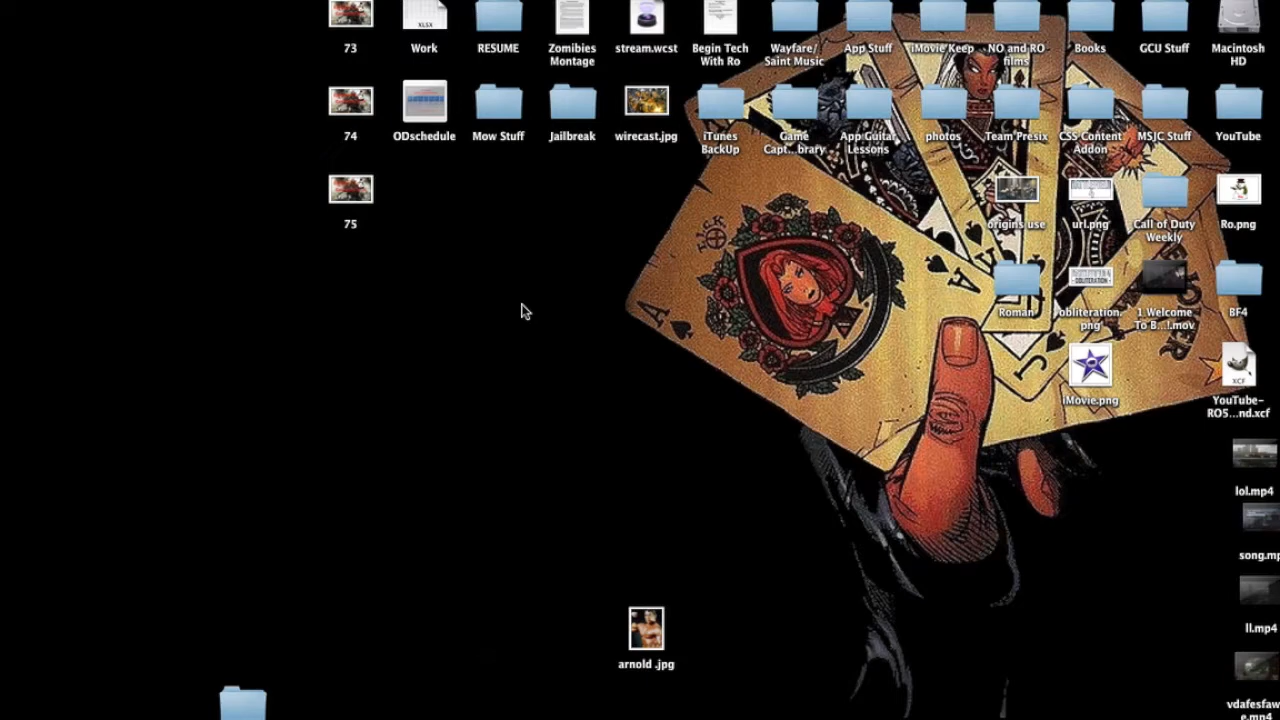 73
XLSX
Work
RESUME
Zomibies
Montage
stream.wcst
Begin Tech
With Ro
Wayfare/
Saint Music
App Stuff
iMovie Keep
NO and RO
films
Books
GCU Stuff
Macintosh
HD
74
ODschedule
Mow Stuff
Jailbreak
wirecast.jpg
iTunes
BackUp
Game
Capt...brary
App Guitar
Lessons
photos
Team Presix
CSS Content
Addon
MSJC Stuff
YouTube
75
origins use
url.png
Call of Duty
Weekly
Ro.png
Roman
obliteration.
png
1 Welcome
To B...!.mov
BF4
iMovie.png
XCF
YouTube-
RO5...nd.xcf
lol.mp4
song.mp
ll.mp4
vdafesfaw
e.mp4
arnold .jpg
A
A
K
J
JOKER